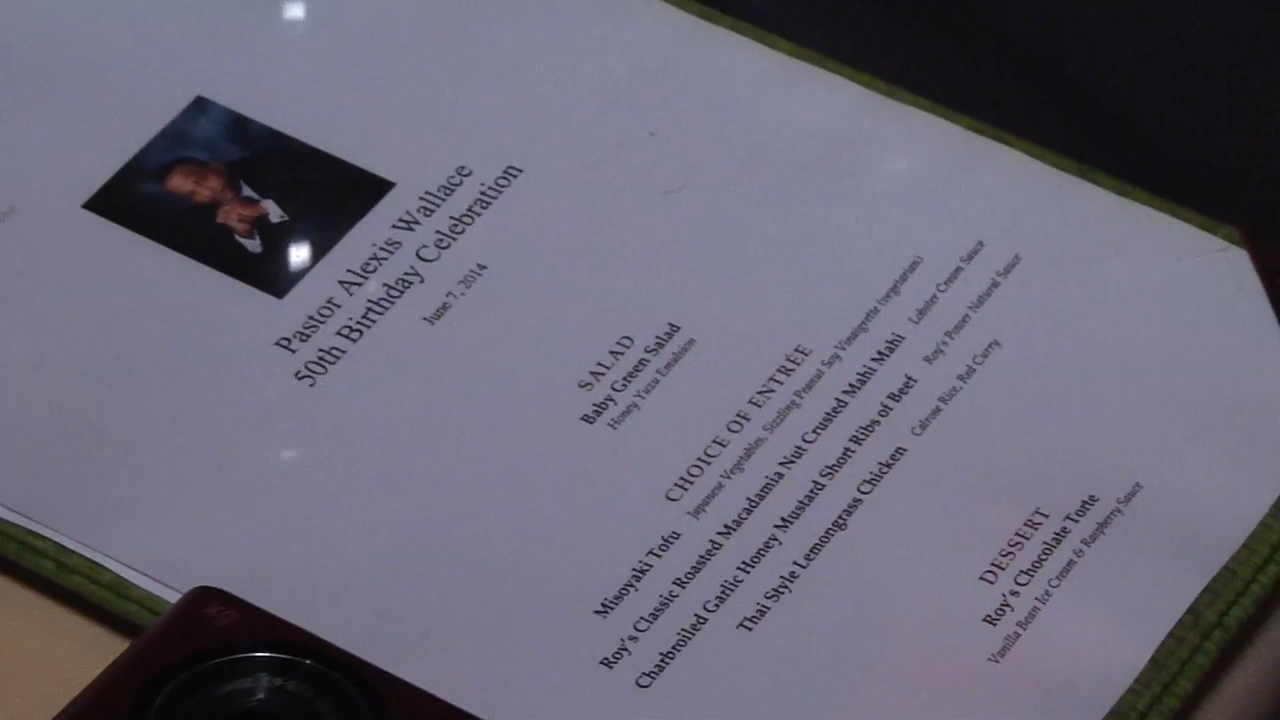 Pastor Alexis Wallace
50th Birthday Celebration
June 7, 2014
SALAD
Baby Green Salad
Honey Yuzu Emulsion
CHOICE OF ENTRÉE
Misoyaki Tofu Japanese Vegetables, Sizzling Peanut Soy Vinaigrette (vegetarian)
Roy's Classic Roasted Macadamia Nut Crusted Mahi Mahi Lobster Cream Sauce
Charbroiled Garlic Honey Mustard Short Ribs of Beef Roy's Poster Natural Sauce
Thai Style Lemongrass Chicken Calrose Rice, Red Curry
DESSERT
Roy's Chocolate Torte
Vanilla Bean Ice Cream & Raspberry Sauce
5X